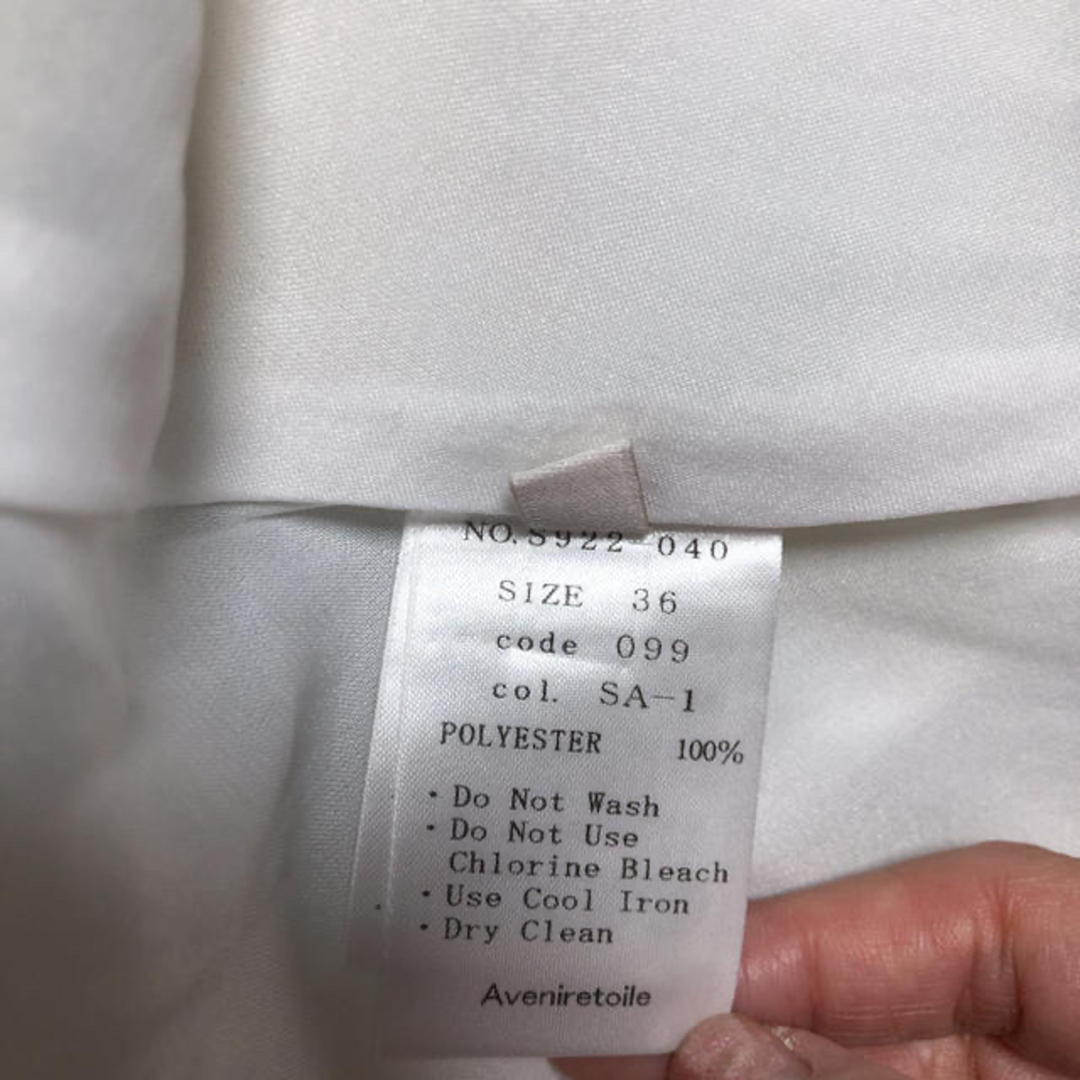 NO.S922-040
SIZE 36
code 099
col. SA-1
POLYESTER 100%
・Do Not Wash
・Do Not Use
Chlorine Bleach
・Use Cool Iron
・Dry Clean
Aveniretoile